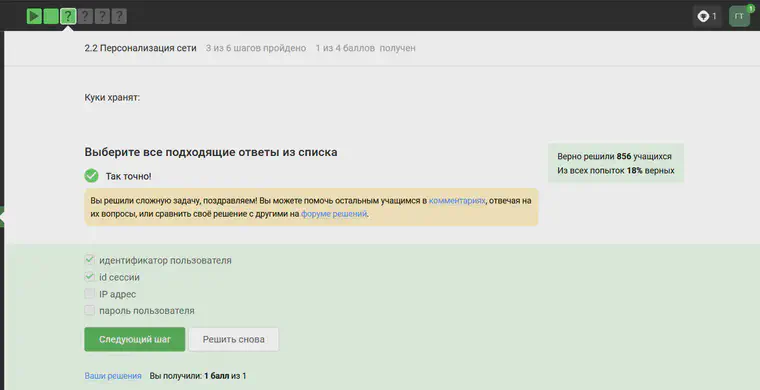 ? ? ? ?
1
ГТ
1
2.2 Персонализация сети 3 из 6 шагов пройдено 1 из 4 баллов получен
Куки хранят:
Выберите все подходящие ответы из списка
Верно решили 856 учащихся
Из всех попыток 18% верных
Так точно!
Вы решили сложную задачу, поздравляем! Вы можете помочь остальным учащимся в комментариях, отвечая на
их вопросы, или сравнить своё решение с другими на форуме решений.
идентификатор пользователя
id сессии
IP адрес
пароль пользователя
Следующий шаг Решить снова
Ваши решения Вы получили: 1 балл из 1